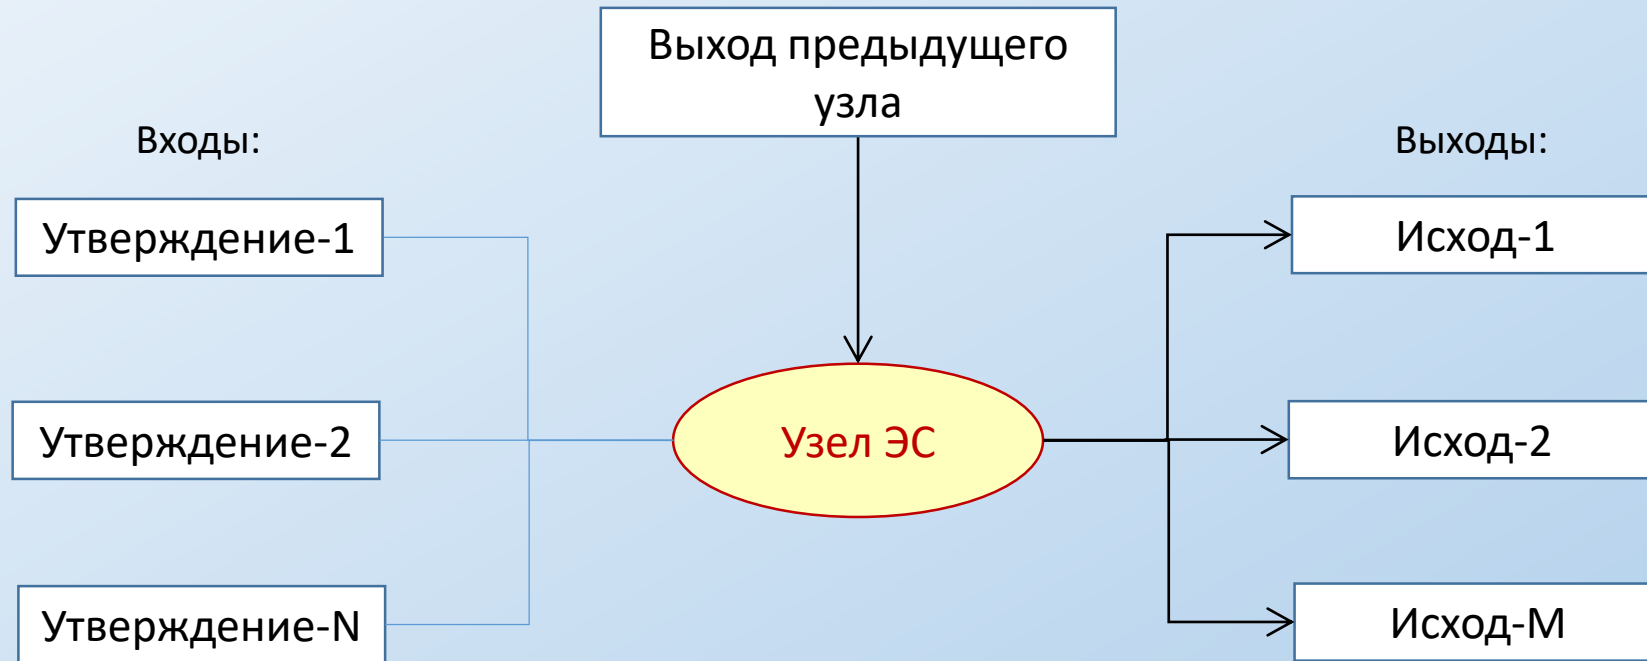 Выход предыдущего
узла
Входы:
Выходы:
Утверждение-1
Исход-1
Утверждение-2
Узел ЭС
Исход-2
Утверждение-N
Исход-M